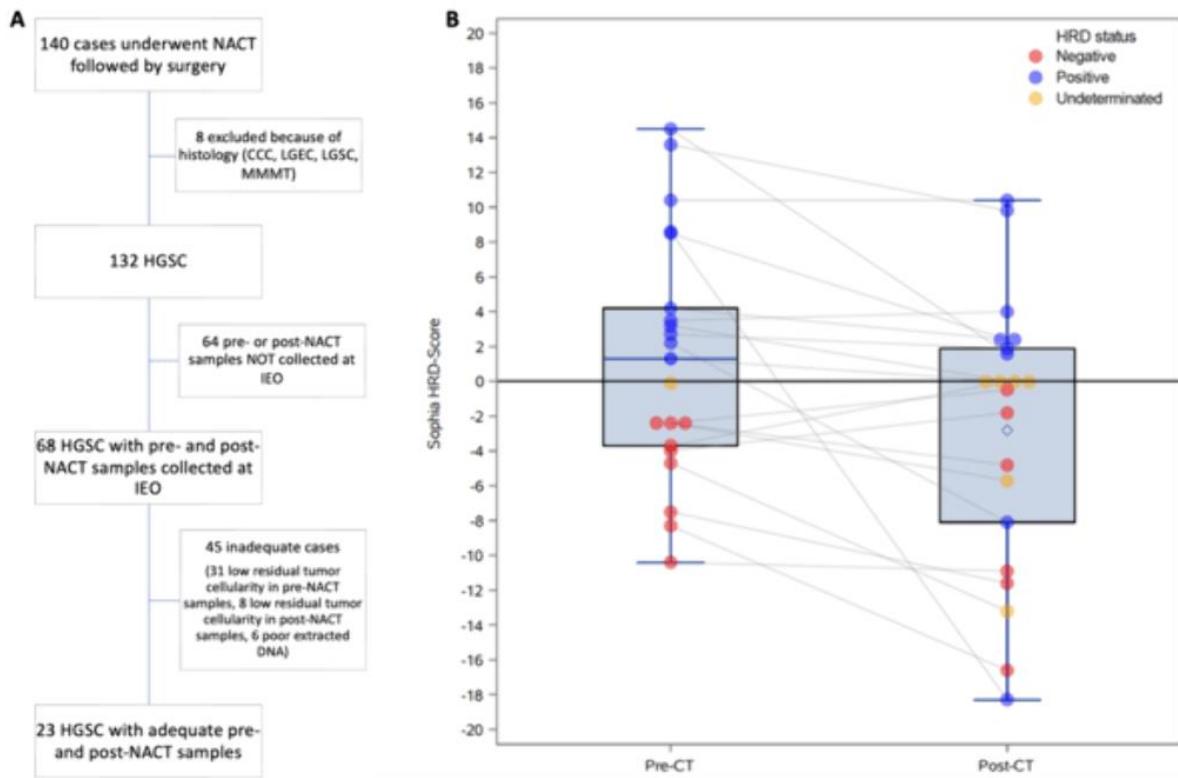 A
140 cases underwent NACT
followed by surgery
8 excluded because of
histology (CCC, LGEC, LGSC,
MMMT)
132 HGSC
64 pre- or post-NACT
samples NOT collected at
IEO
68 HGSC with pre- and post-
NACT samples collected at
IEO
45 inadequate cases
(31 low residual tumor
cellularity in pre-NACT
samples, 8 low residual tumor
cellularity in post-NACT
samples, 6 poor extracted
DNA)
23 HGSC with adequate pre-
and post-NACT samples
B
HRD status
Negative
Positive
Undeterminated
Sophia HRD-Score
20
18
16
14
12
10
8
6
4
2
0
-2
-4
-6
-8
-10
-12
-14
-16
-18
-20
Pre-CT
Post-CT